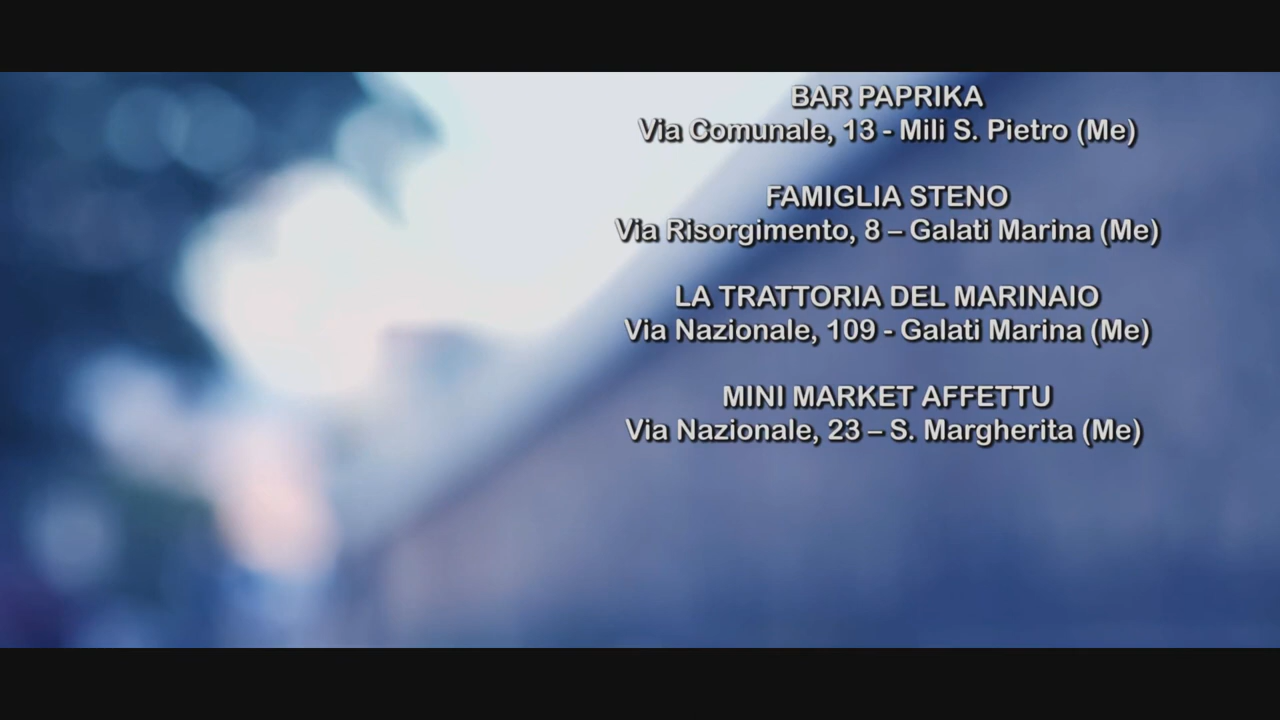 BAR PAPRIKA
Via Comunale, 13 - Mili S. Pietro (Me)
FAMIGLIA STENO
Via Risorgimento, 8 – Galati Marina (Me)
LA TRATTORIA DEL MARINAIO
Via Nazionale, 109 - Galati Marina (Me)
MINI MARKET AFFETTU
Via Nazionale, 23 – S. Margherita (Me)